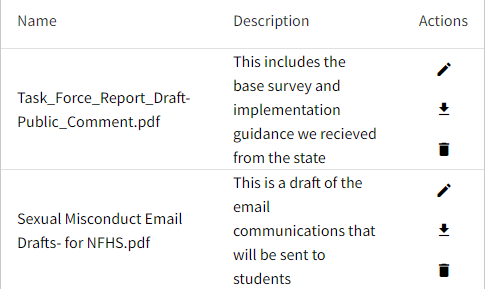 Name Description Actions
This includes the
base survey and
Task_Force_Report_Draft- implementation
Public_Comment.pdf guidance we recieved
from the state
This is a draft of the
email
Sexual Misconduct Email communications that
Drafts- for NFHS.pdf will be sent to
students